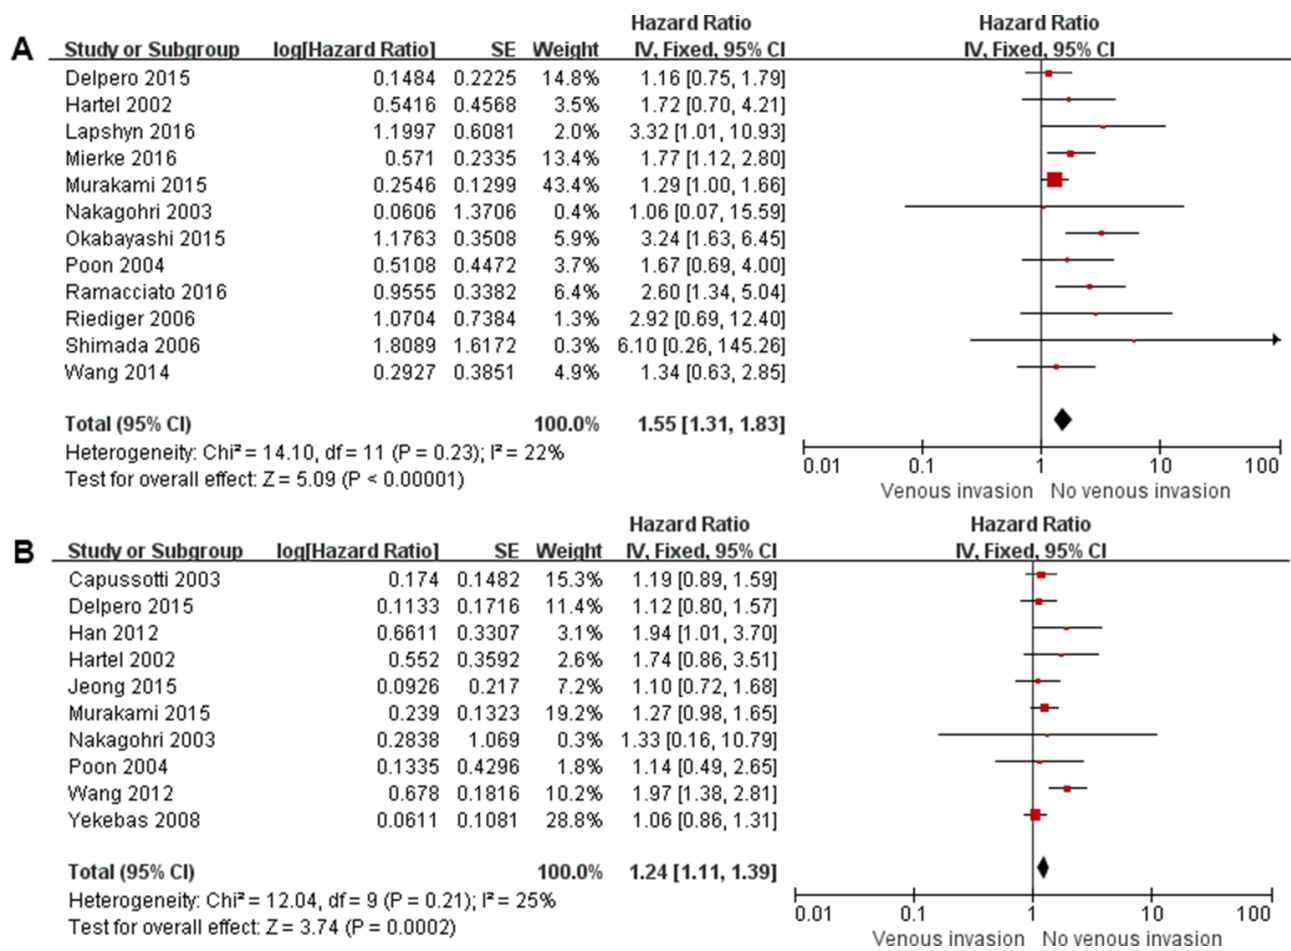 Hazard Ratio Hazard Ratio
A Study or Subgroup log[Hazard Ratio] SE Weight IV, Fixed, 95% CI IV, Fixed, 95% CI
Delpero 2015 0.1484 0.2225 14.8% 1.16 [0.75, 1.79]
Hartel 2002 0.5416 0.4568 3.5% 1.72 [0.70, 4.21]
Lapshyn 2016 1.1997 0.6081 2.0% 3.32 [1.01, 10.93]
Mierke 2016 0.571 0.2335 13.4% 1.77 [1.12, 2.80]
Murakami 2015 0.2546 0.1299 43.4% 1.29 [1.00, 1.66]
Nakagohri 2003 0.0606 1.3706 0.4% 1.06 [0.07, 15.59]
Okabayashi 2015 1.1763 0.3508 5.9% 3.24 [1.63, 6.45]
Poon 2004 0.5108 0.4472 3.7% 1.67 [0.69, 4.00]
Ramacciato 2016 0.9555 0.3382 6.4% 2.60 [1.34, 5.04]
Riediger 2006 1.0704 0.7384 1.3% 2.92 [0.69, 12.40]
Shimada 2006 1.8089 1.6172 0.3% 6.10 [0.26, 145.26]
Wang 2014 0.2927 0.3851 4.9% 1.34 [0.63, 2.85]
Total (95% CI) 100.0% 1.55 [1.31, 1.83]
Heterogeneity: Chi² = 14.10, df = 11 (P = 0.23); I² = 22%
Test for overall effect: Z = 5.09 (P < 0.00001)
0.01 0.1 1 10 100
Venous invasion No venous invasion
Hazard Ratio Hazard Ratio
B Study or Subgroup log[Hazard Ratio] SE Weight IV, Fixed, 95% CI IV, Fixed, 95% CI
Capussotti 2003 0.174 0.1482 15.3% 1.19 [0.89, 1.59]
Delpero 2015 0.1133 0.1716 11.4% 1.12 [0.80, 1.57]
Han 2012 0.6611 0.3307 3.1% 1.94 [1.01, 3.70]
Hartel 2002 0.552 0.3592 2.6% 1.74 [0.86, 3.51]
Jeong 2015 0.0926 0.217 7.2% 1.10 [0.72, 1.68]
Murakami 2015 0.239 0.1323 19.2% 1.27 [0.98, 1.65]
Nakagohri 2003 0.2838 1.069 0.3% 1.33 [0.16, 10.79]
Poon 2004 0.1335 0.4296 1.8% 1.14 [0.49, 2.65]
Wang 2012 0.678 0.1816 10.2% 1.97 [1.38, 2.81]
Yekebas 2008 0.0611 0.1081 28.8% 1.06 [0.86, 1.31]
Total (95% CI) 100.0% 1.24 [1.11, 1.39]
Heterogeneity: Chi² = 12.04, df = 9 (P = 0.21); I² = 25%
Test for overall effect: Z = 3.74 (P = 0.0002)
0.01 0.1 1 10 100
Venous invasion No venous invasion